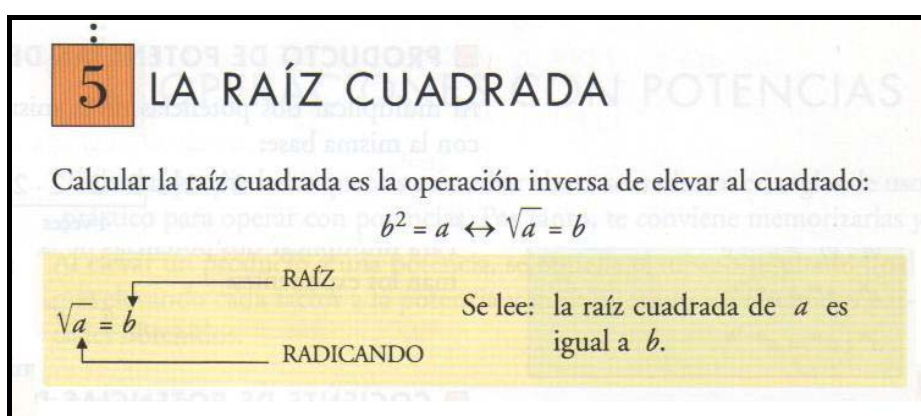 5 LA RAÍZ CUADRADA
Calcular la raíz cuadrada es la operación inversa de elevar al cuadrado:
b² = a ↔ √a = b
RAÍZ
√a = b
RADICANDO
Se lee: la raíz cuadrada de a es
igual a b.